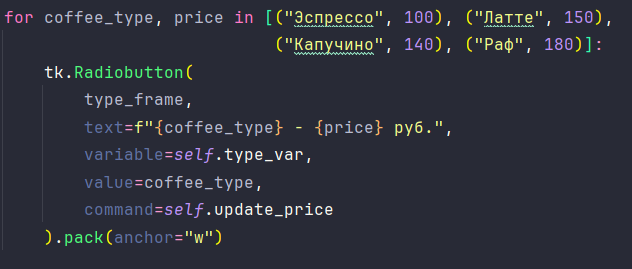 for coffee_type, price in [("Эспрессо", 100), ("Латте", 150),
                           ("Капучино", 140), ("Раф", 180)]:
    tk.Radiobutton(
        type_frame,
        text=f"{coffee_type} - {price} руб.",
        variable=self.type_var,
        value=coffee_type,
        command=self.update_price
    ).pack(anchor="w")